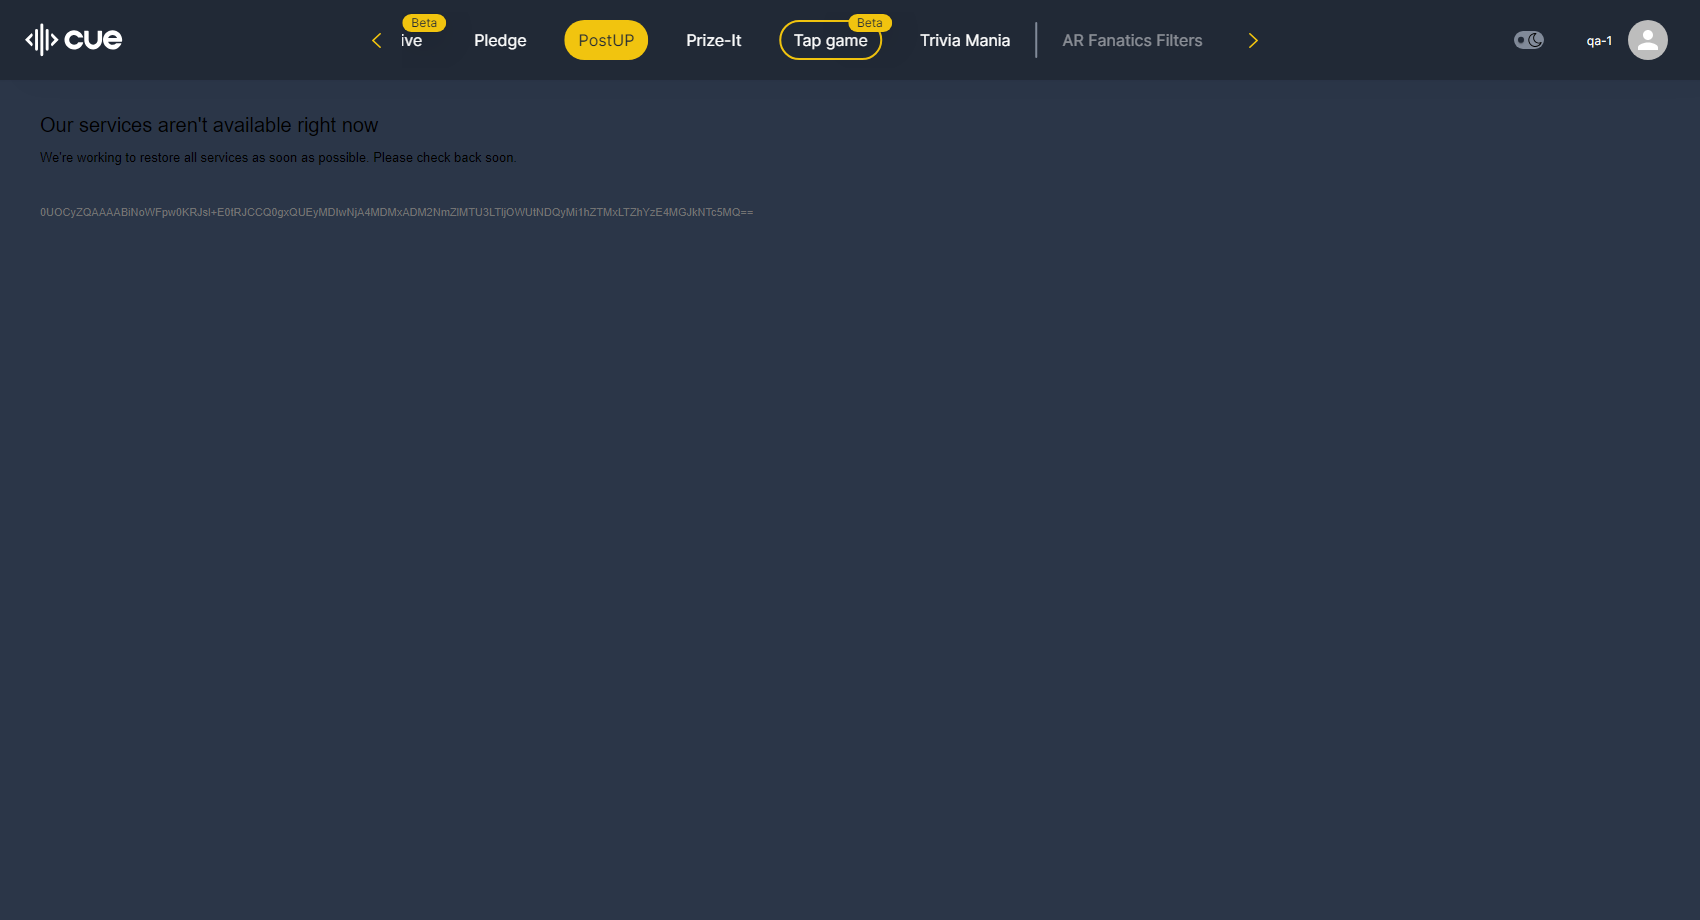 cue
Beta
ive
Pledge
PostUP
Prize-It
Beta
Tap game
Trivia Mania
AR Fanatics Filters
qa-1
Our services aren't available right now
We're working to restore all services as soon as possible. Please check back soon.